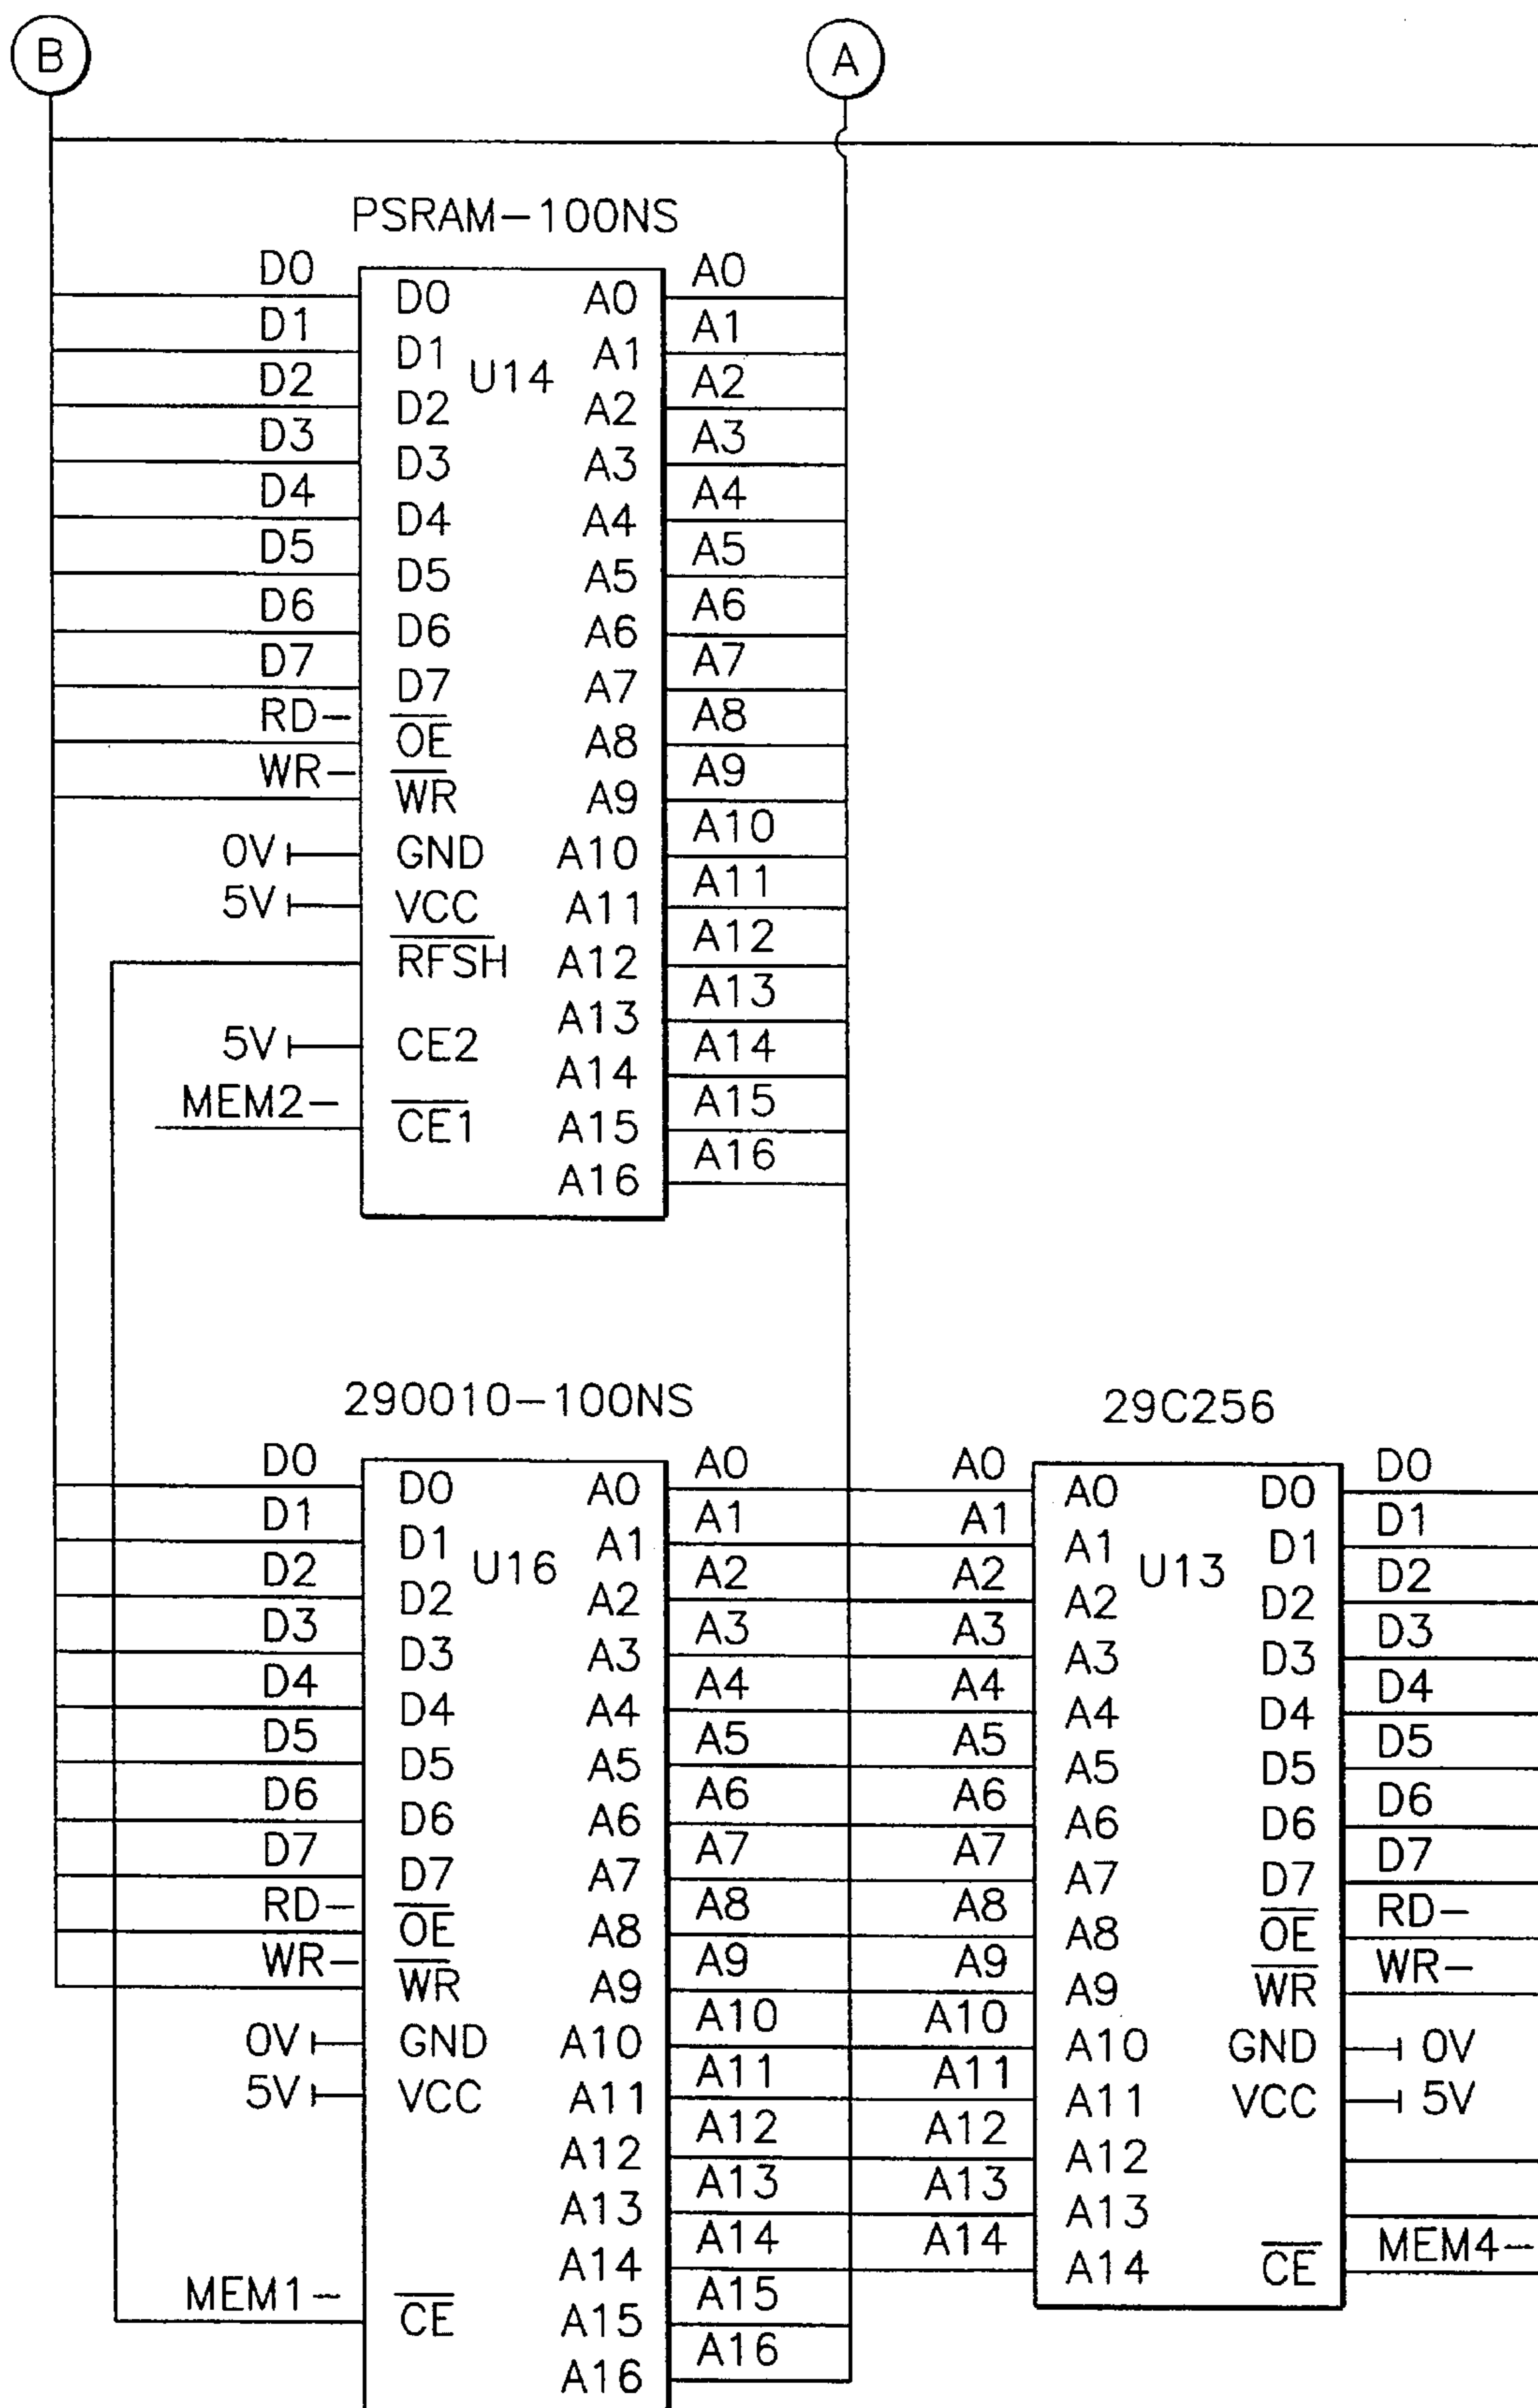 B
A
PSRAM-100NS
D0 D0 A0 A0
D1 D1 A1 A1
U14
D2 D2 A2 A2
D3 D3 A3 A3
D4 D4 A4 A4
D5 D5 A5 A5
D6 D6 A6 A6
D7 D7 A7 A7
RD- OE A8 A8
WR- WR A9 A9
0V GND A10 A10
5V VCC A11 A11
RFSH A12 A12
A13 A13
5V CE2
A14 A14
MEM2- CE1 A15 A15
A16 A16
290010-100NS
29C256
D0 D0 A0 A0 A0 A0 D0 D0
D1 D1 A1 A1 A1 A1 D1 D1
U16 U13
D2 D2 A2 A2 A2 A2 D2 D2
D3 D3 A3 A3 A3 A3 D3 D3
D4 D4 A4 A4 A4 A4 D4 D4
D5 D5 A5 A5 A5 A5 D5 D5
D6 D6 A6 A6 A6 A6 D6 D6
D7 D7 A7 A7 A7 A7 D7 D7
RD- OE A8 A8 A8 A8 OE RD-
WR- WR A9 A9 A9 A9 WR WR-
0V GND A10 A10 A10 A10 GND 0V
5V VCC A11 A11 A11 A11 VCC 5V
A12 A12 A12 A12
A13 A13 A13 A13
A14 A14 A14 A14 CE MEM4-
MEM1- CE A15 A15
A16 A16